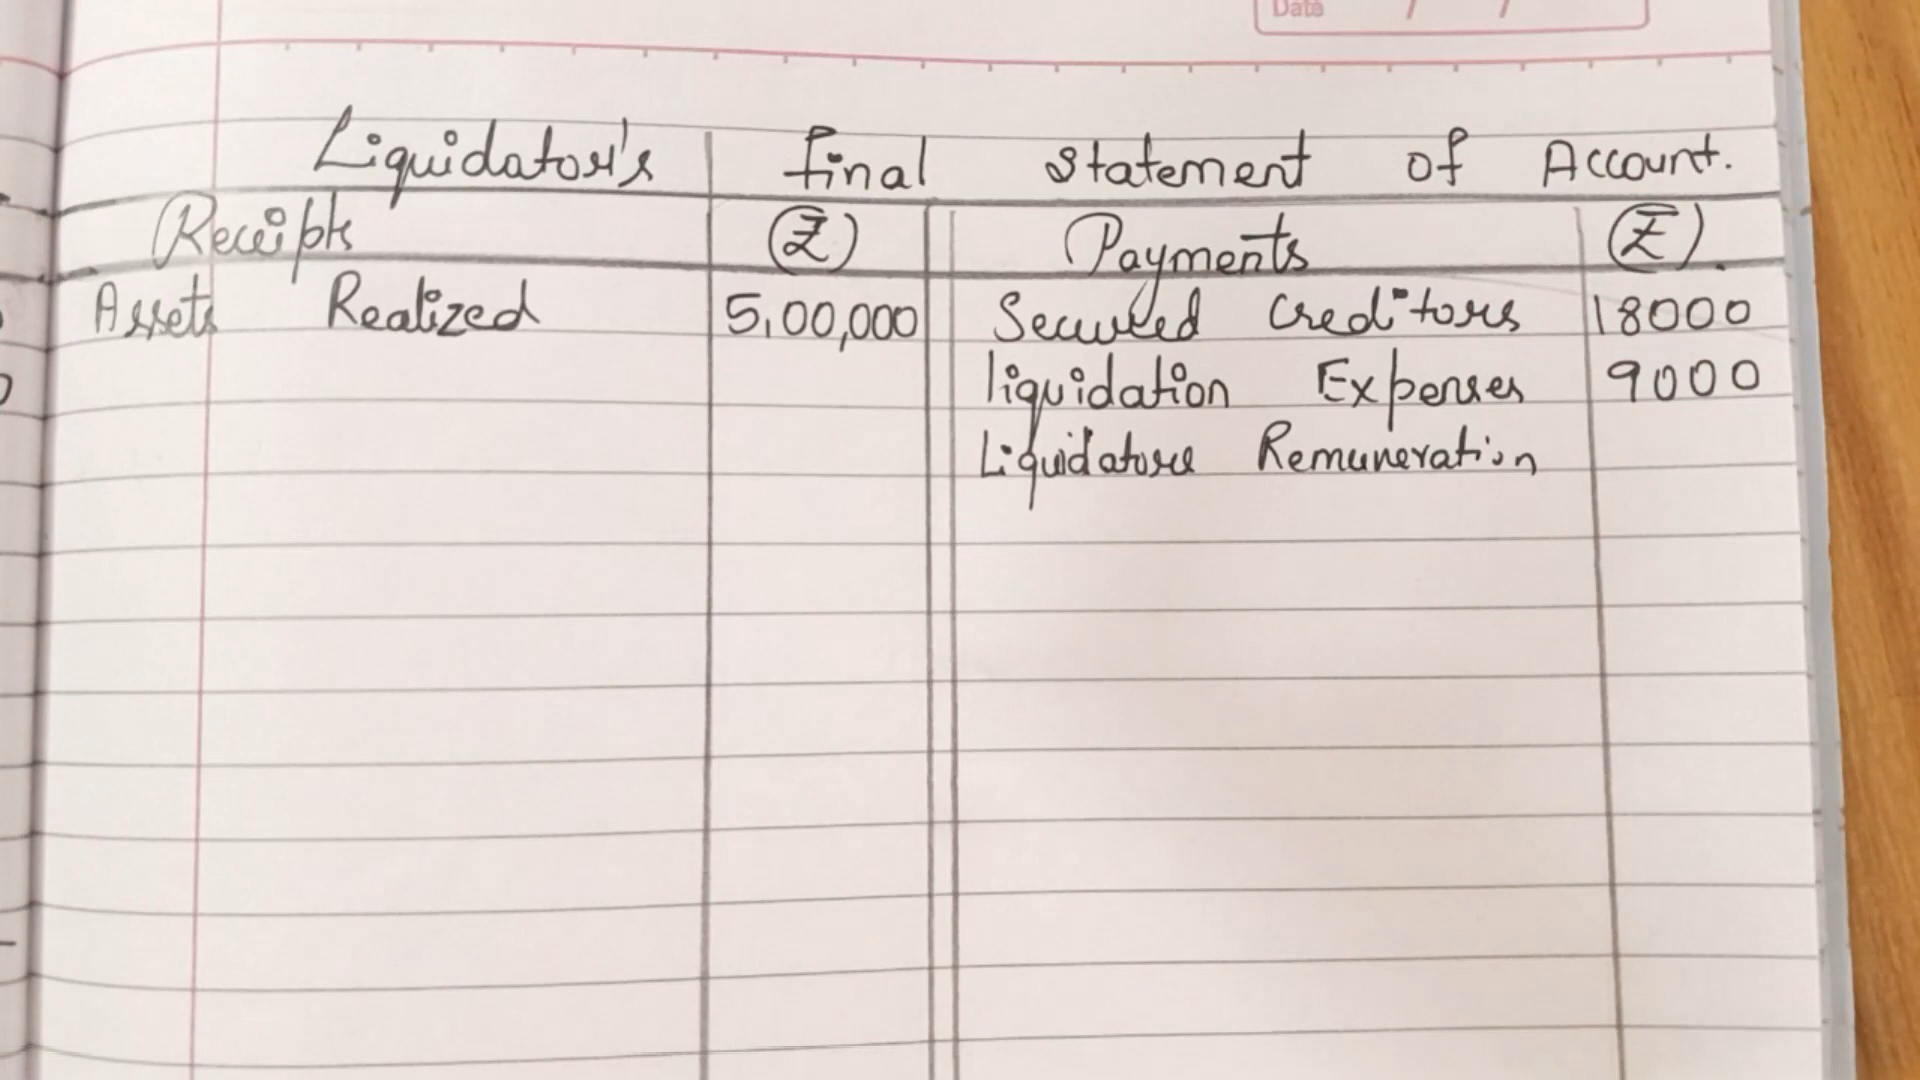 Date / /
Liquidator's final statement of Account.
Receipts (₹) Payments (₹).
Assets Realized 5,00,000 Secured Creditors 18000
liquidation Expenses 9000
Liquidators Remuneration